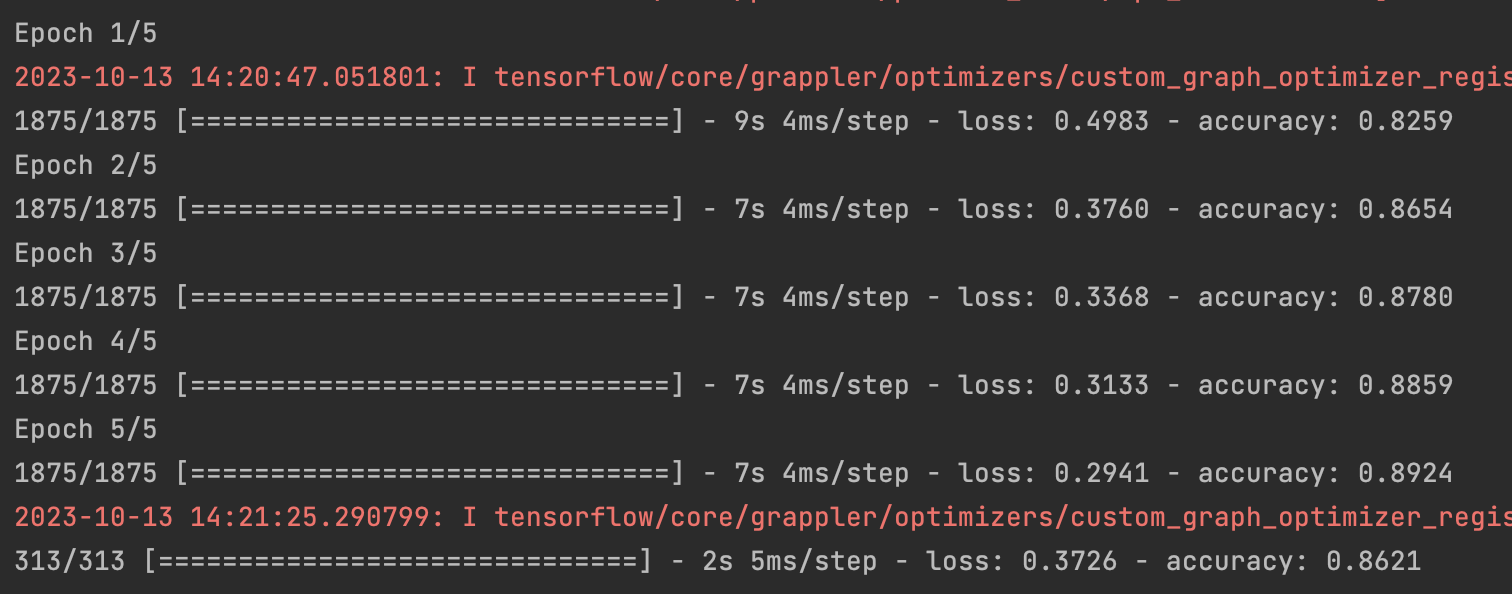 Epoch 1/5
2023-10-13 14:20:47.051801: I tensorflow/core/grappler/optimizers/custom_graph_optimizer_regis
1875/1875 [==============================] - 9s 4ms/step - loss: 0.4983 - accuracy: 0.8259
Epoch 2/5
1875/1875 [==============================] - 7s 4ms/step - loss: 0.3760 - accuracy: 0.8654
Epoch 3/5
1875/1875 [==============================] - 7s 4ms/step - loss: 0.3368 - accuracy: 0.8780
Epoch 4/5
1875/1875 [==============================] - 7s 4ms/step - loss: 0.3133 - accuracy: 0.8859
Epoch 5/5
1875/1875 [==============================] - 7s 4ms/step - loss: 0.2941 - accuracy: 0.8924
2023-10-13 14:21:25.290799: I tensorflow/core/grappler/optimizers/custom_graph_optimizer_regis
313/313 [==============================] - 2s 5ms/step - loss: 0.3726 - accuracy: 0.8621